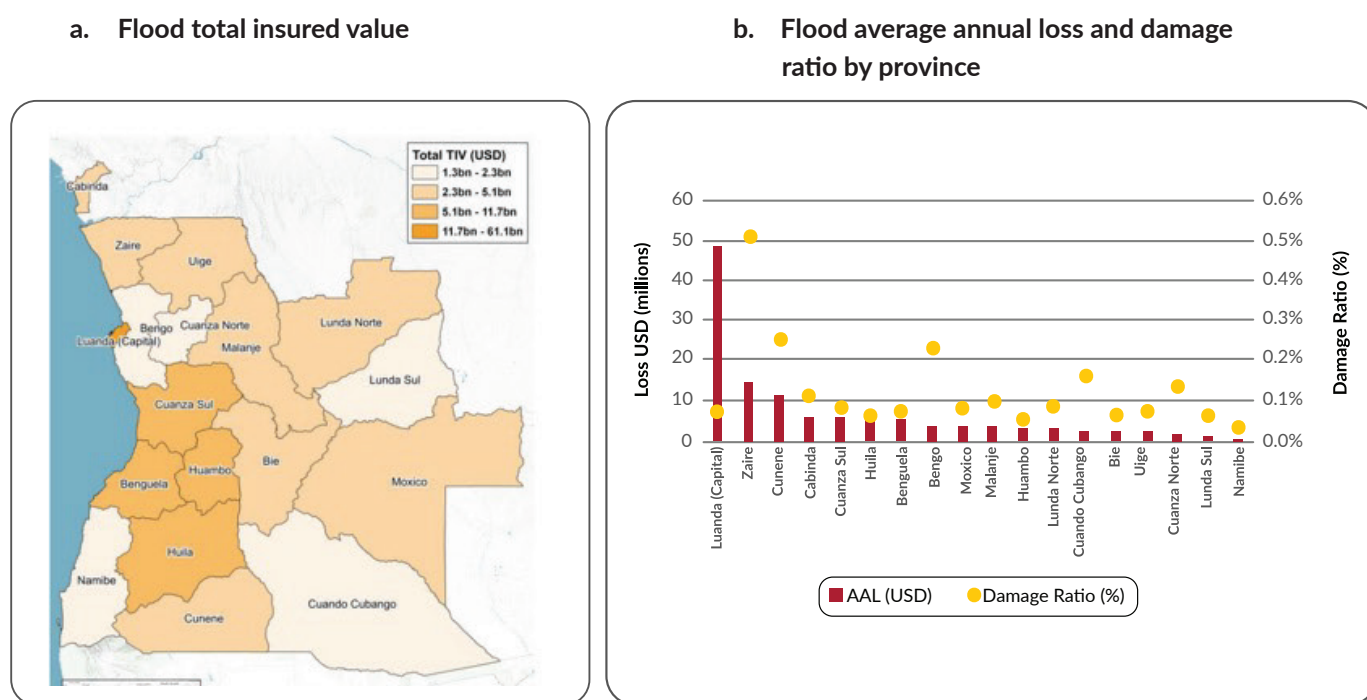 a. Flood total insured value
b. Flood average annual loss and damage
ratio by province
Total TIV (USD)
1.3bn - 2.3bn
2.3bn - 5.1bn
5.1bn - 11.7bn
11.7bn - 61.1bn
Cabinda
Zaire
Uige
Bengo
Cuanza Norte
Luanda (Capital)
Malanje
Lunda Norte
Lunda Sul
Cuanza Sul
Benguela
Huambo
Bie
Moxico
Huila
Namibe
Cunene
Cuando Cubango
Loss USD (millions)
60
50
40
30
20
10
0
0.6%
0.5%
0.4%
0.3%
0.2%
0.1%
0.0%
Damage Ratio (%)
Luanda (Capital)
Zaire
Cunene
Cabinda
Cuanza Sul
Huila
Benguela
Bengo
Moxico
Malanje
Huambo
Lunda Norte
Cuando Cubango
Bie
Uige
Cuanza Norte
Lunda Sul
Namibe
AAL (USD)
Damage Ratio (%)